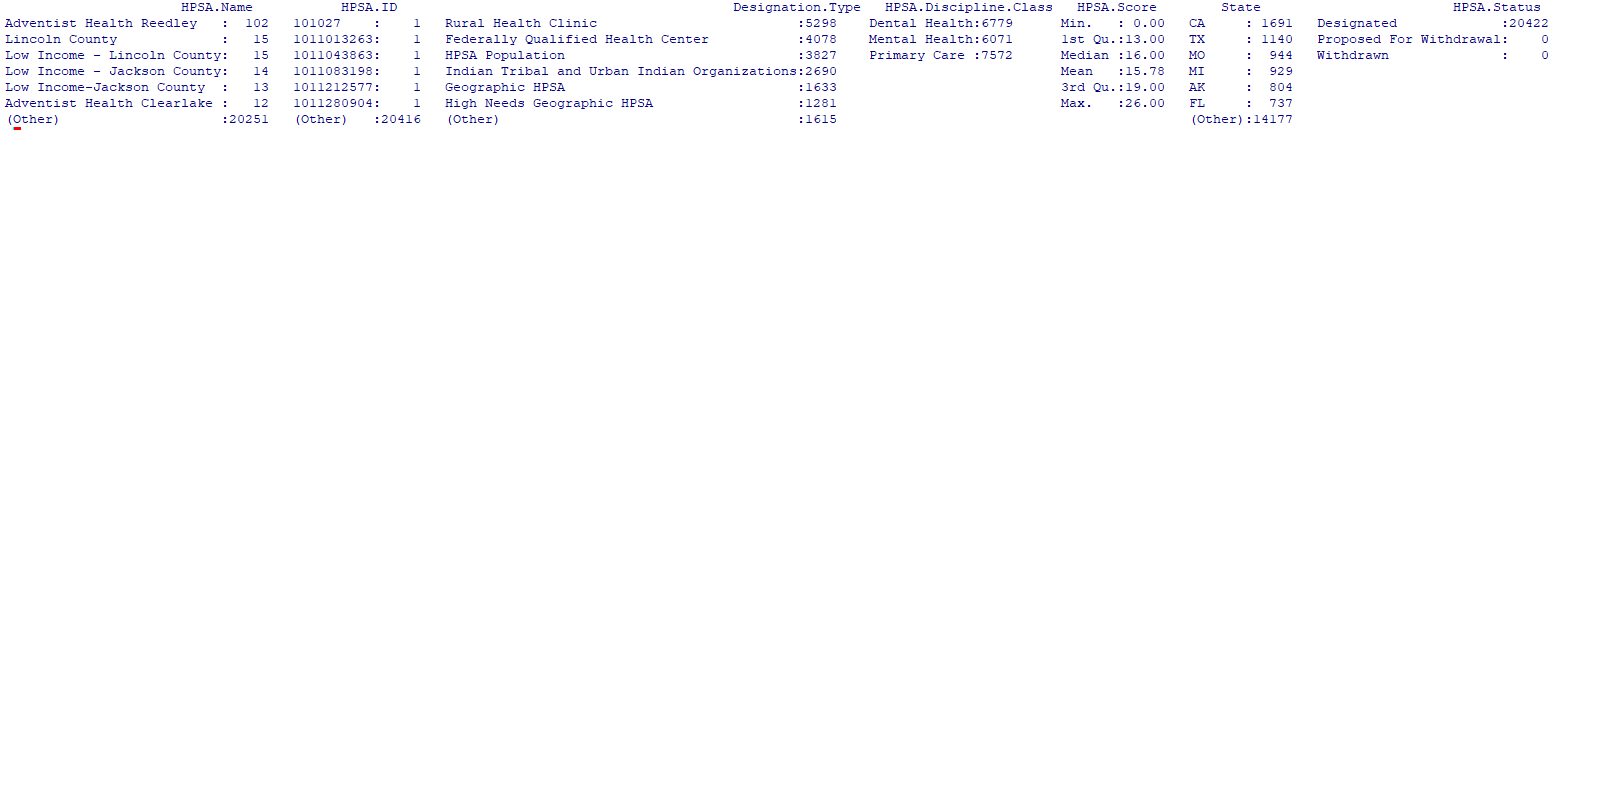 HPSA.Name HPSA.ID Designation.Type HPSA.Discipline.Class HPSA.Score State HPSA.Status
Adventist Health Reedley : 102 101027 : 1 Rural Health Clinic :5298 Dental Health:6779 Min. : 0.00 CA : 1691 Designated :20422
Lincoln County : 15 1011013263: 1 Federally Qualified Health Center :4078 Mental Health:6071 1st Qu.:13.00 TX : 1140 Proposed For Withdrawal: 0
Low Income - Lincoln County: 15 1011043863: 1 HPSA Population :3827 Primary Care :7572 Median :16.00 MO : 944 Withdrawn : 0
Low Income - Jackson County: 14 1011083198: 1 Indian Tribal and Urban Indian Organizations:2690 Mean :15.78 MI : 929
Low Income-Jackson County : 13 1011212577: 1 Geographic HPSA :1633 3rd Qu.:19.00 AK : 804
Adventist Health Clearlake : 12 1011280904: 1 High Needs Geographic HPSA :1281 Max. :26.00 FL : 737
(Other) :20251 (Other) :20416 (Other) :1615 (Other):14177